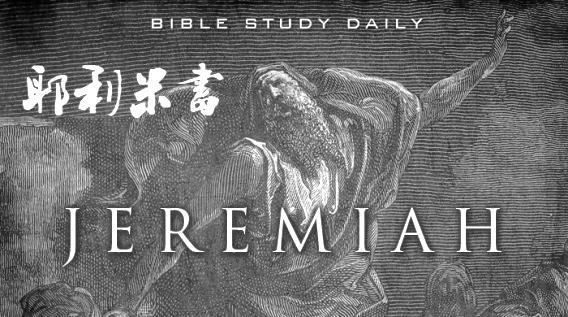 BIBLE STUDY DAILY
耶利米書
JEREMIAH